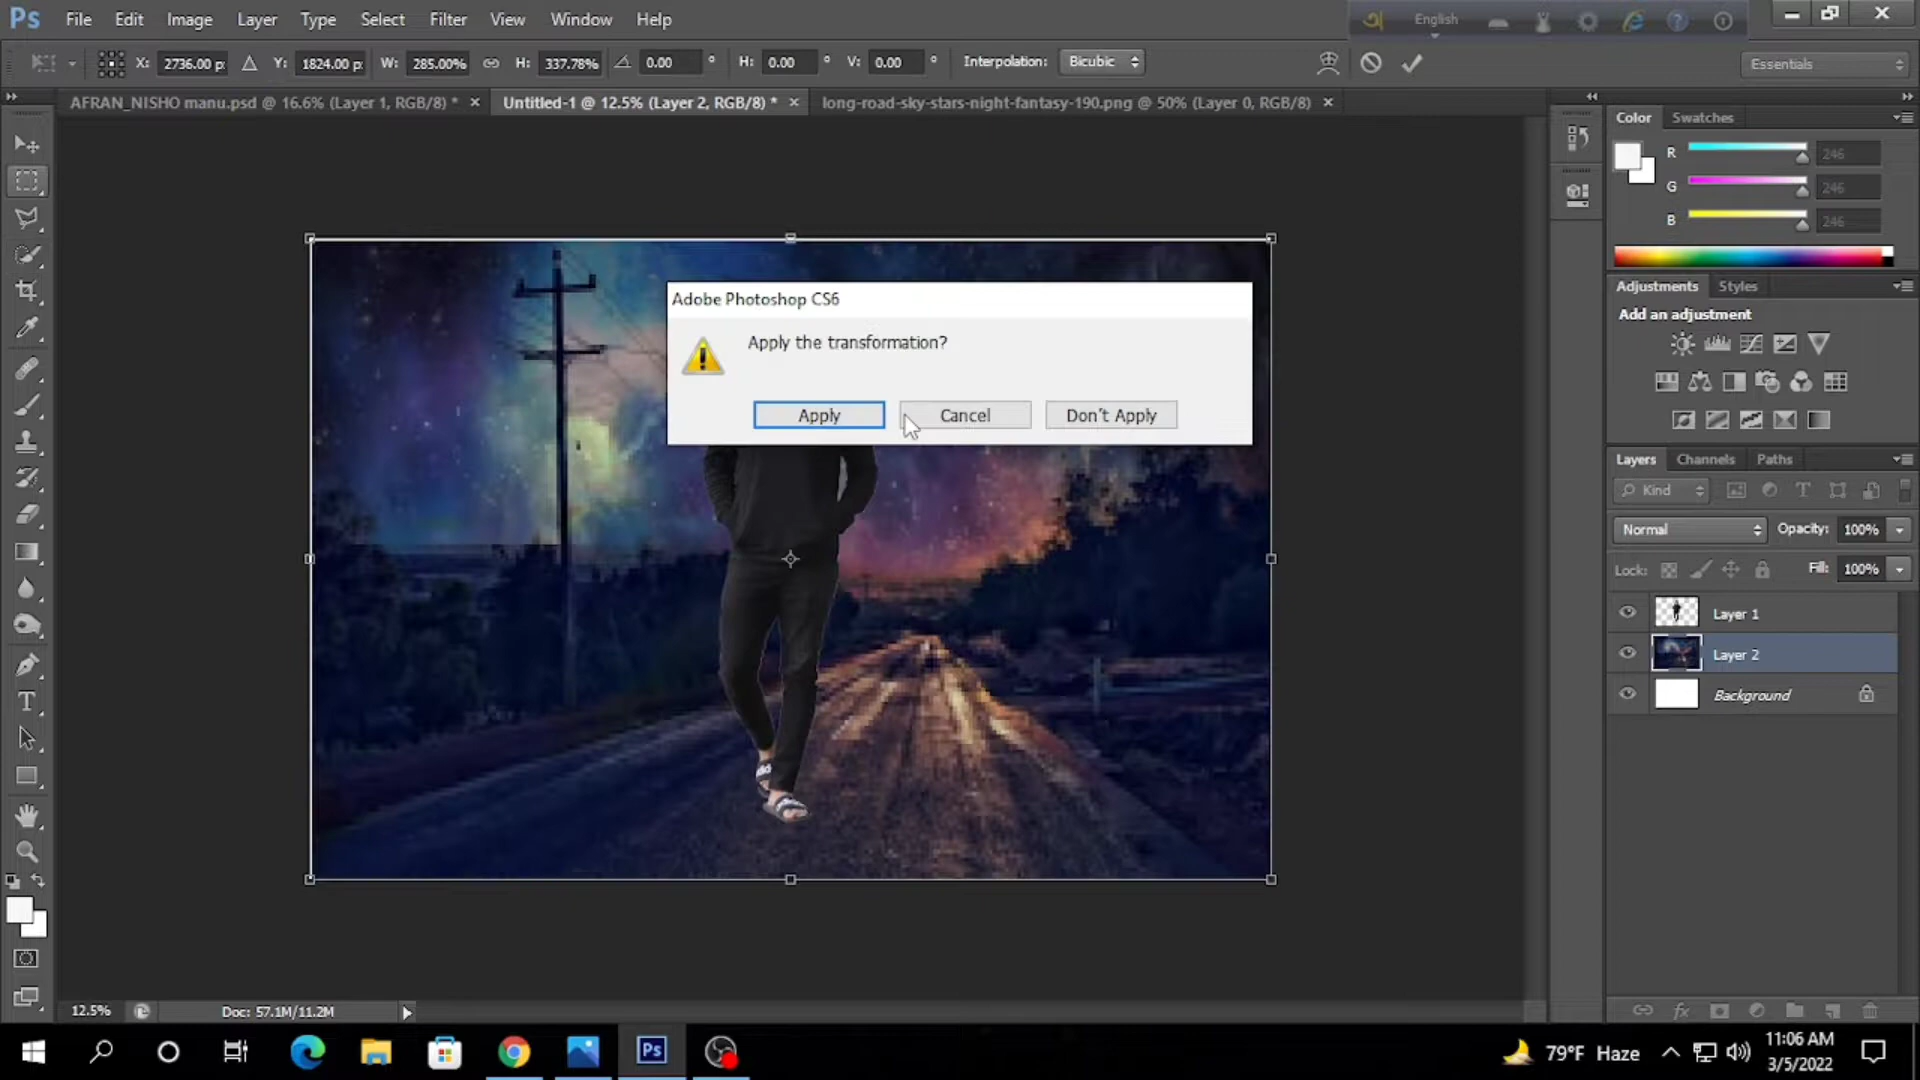 Ps File Edit Image Layer Type Select Filter View Window Help
English
X: 2736.00 p: Y: 1824.00 p: W: 285.00% H: 337.78% 0.00 ° H: 0.00 ° V: 0.00 ° Interpolation: Bicubic
Essentials
AFRAN_NISHO manu.psd @ 16.6% (Layer 1, RGB/8) * × Untitled-1 @ 12.5% (Layer 2, RGB/8) * × long-road-sky-stars-night-fantasy-190.png @ 50% (Layer 0, RGB/8) ×
Color Swatches
R 246
G 246
B 246
Adjustments Styles
Add an adjustment
Adobe Photoshop CS6
Apply the transformation?
Apply Cancel Don't Apply
Layers Channels Paths
Kind
Normal Opacity: 100%
Lock: Fill: 100%
Layer 1
Layer 2
Background
12.5% Doc: 57.1M/11.2M
Ps
79°F Haze
11:06 AM
3/5/2022